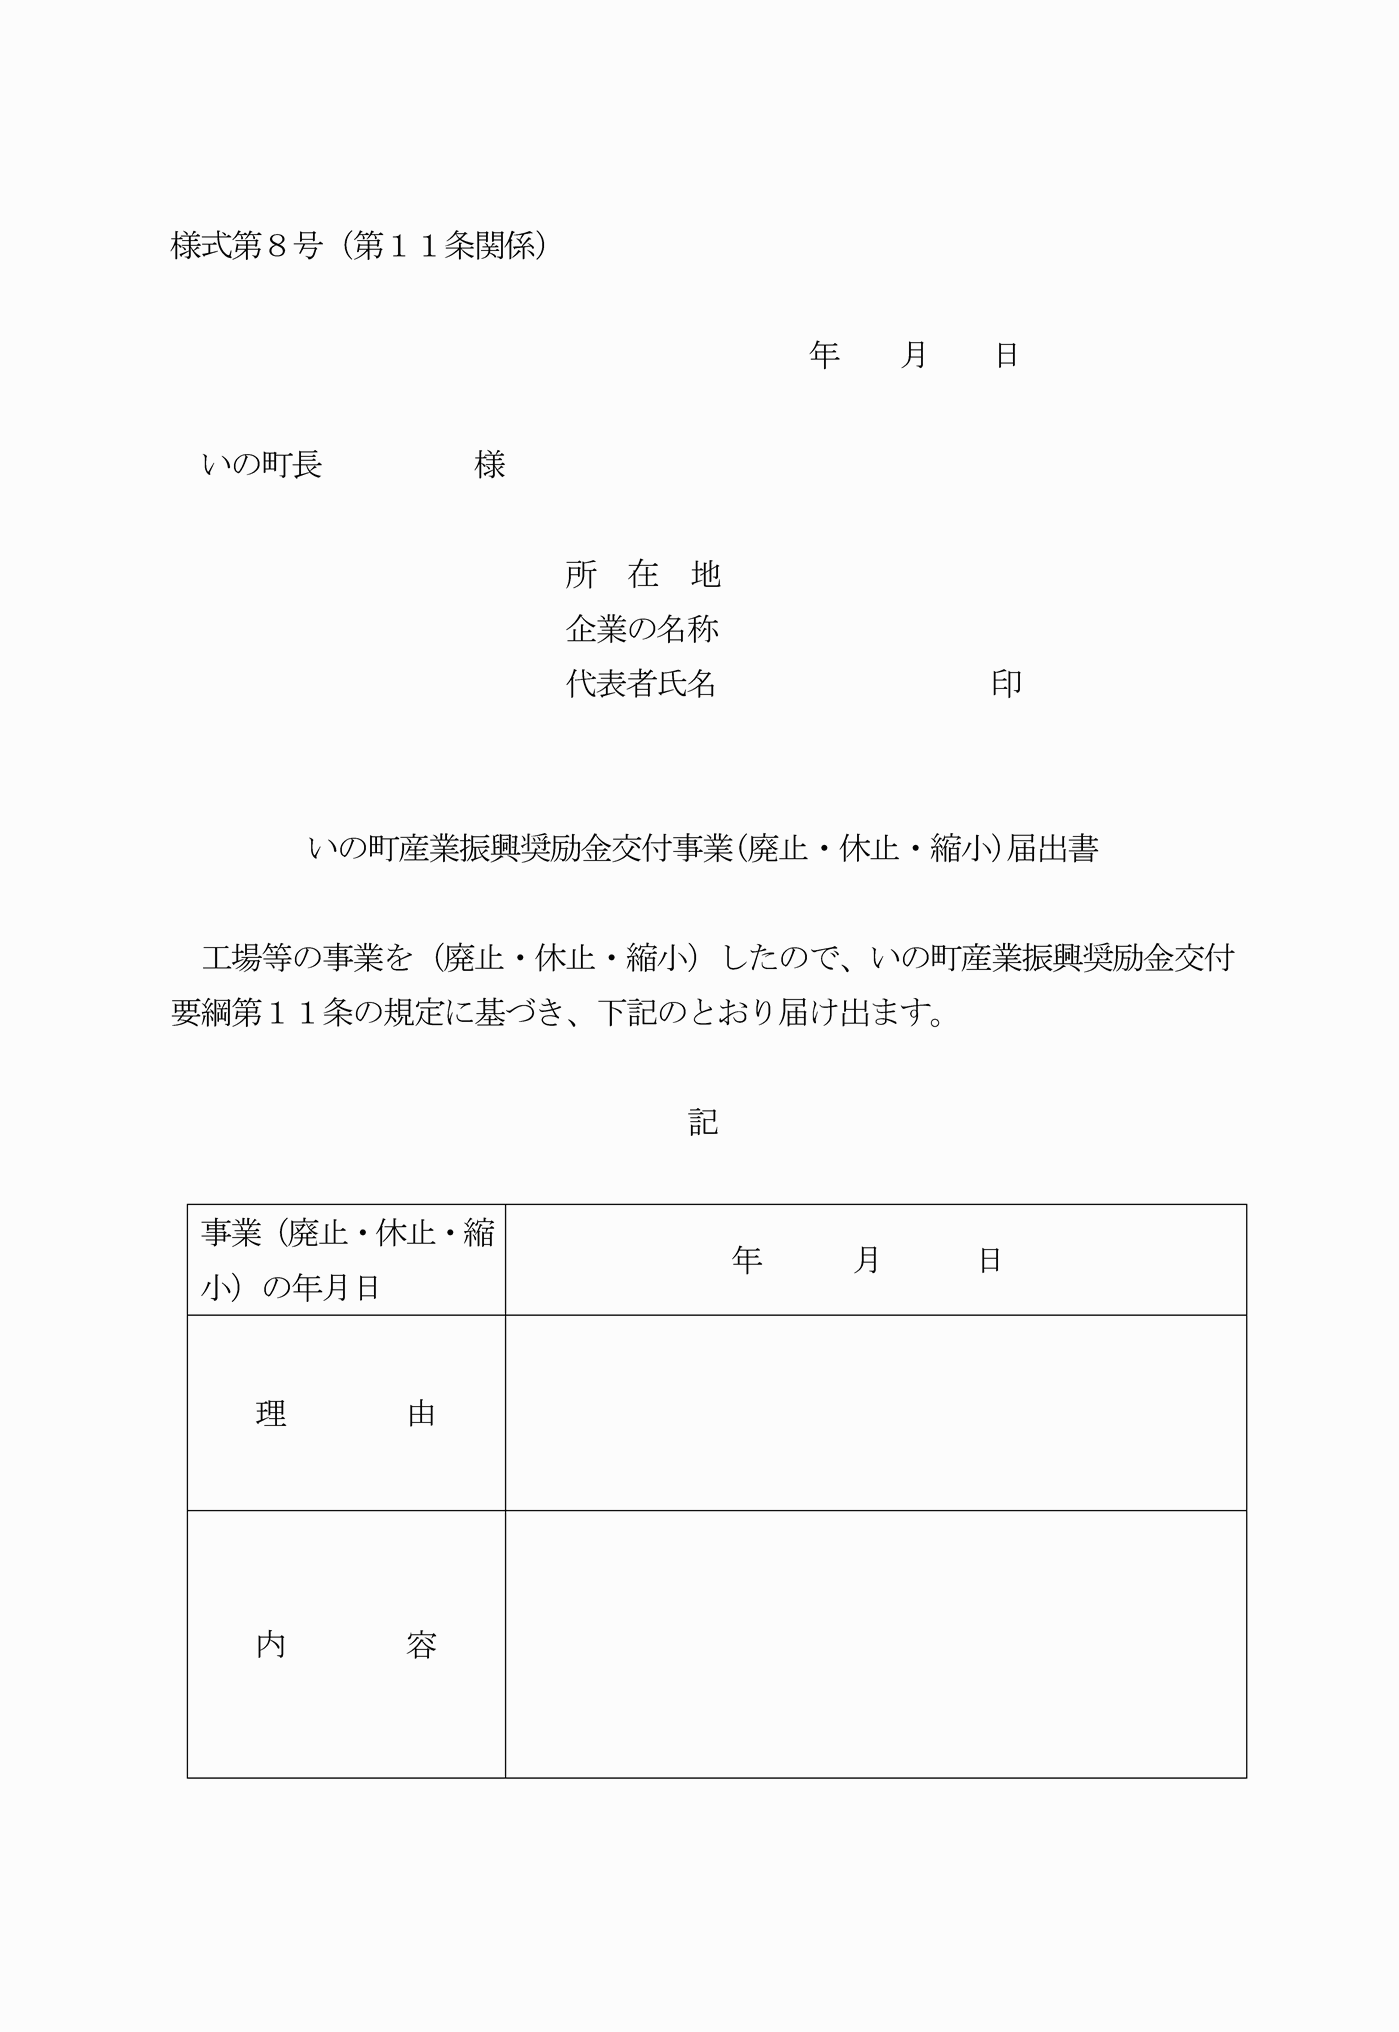 様式第８号（第１１条関係）
年　　月　　日
いの町長　　　　　様
所　在　地
企業の名称
代表者氏名　　　　　　　　　印
いの町産業振興奨励金交付事業(廃止・休止・縮小)届出書
工場等の事業を（廃止・休止・縮小）したので、いの町産業振興奨励金交付
要綱第１１条の規定に基づき、下記のとおり届け出ます。
記
事業（廃止・休止・縮
小）の年月日
年　　　月　　　日
理　　　　由
内　　　　容